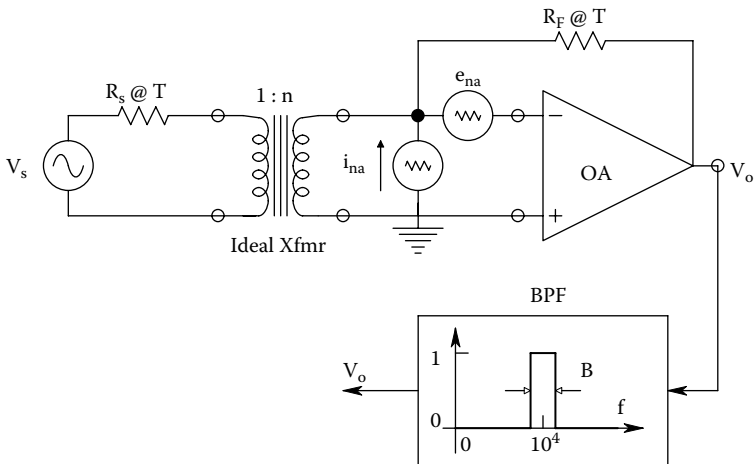 R_F @ T
e_na
R_s @ T
1 : n
V_s
i_na
−
+
OA
V_o
Ideal Xfmr
BPF
V_o
1
B
0
f
0
10^4